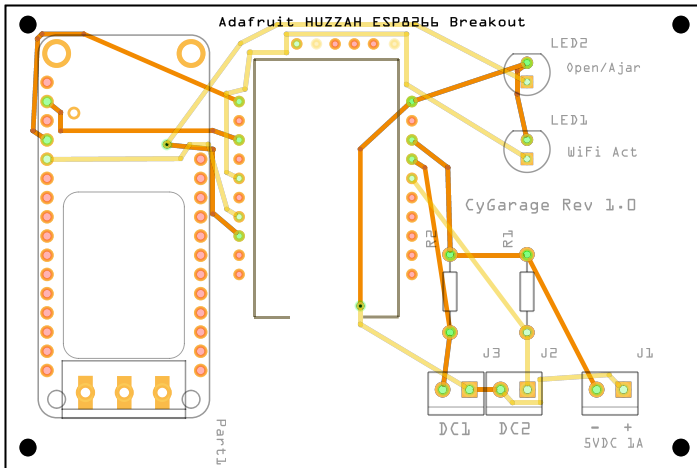 Adafruit HUZZAH ESP8266 Breakout
LED2
Open/Ajar
LED1
WiFi Act
CyGarage Rev 1.0
R2
R1
J3
J2
J1
DC1
DC2
- +
5VDC 1A
Part1